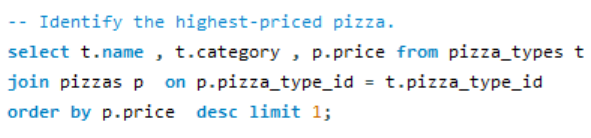 -- Identify the highest-priced pizza.
select t.name , t.category , p.price from pizza_types t
join pizzas p  on p.pizza_type_id = t.pizza_type_id
order by p.price  desc limit 1;